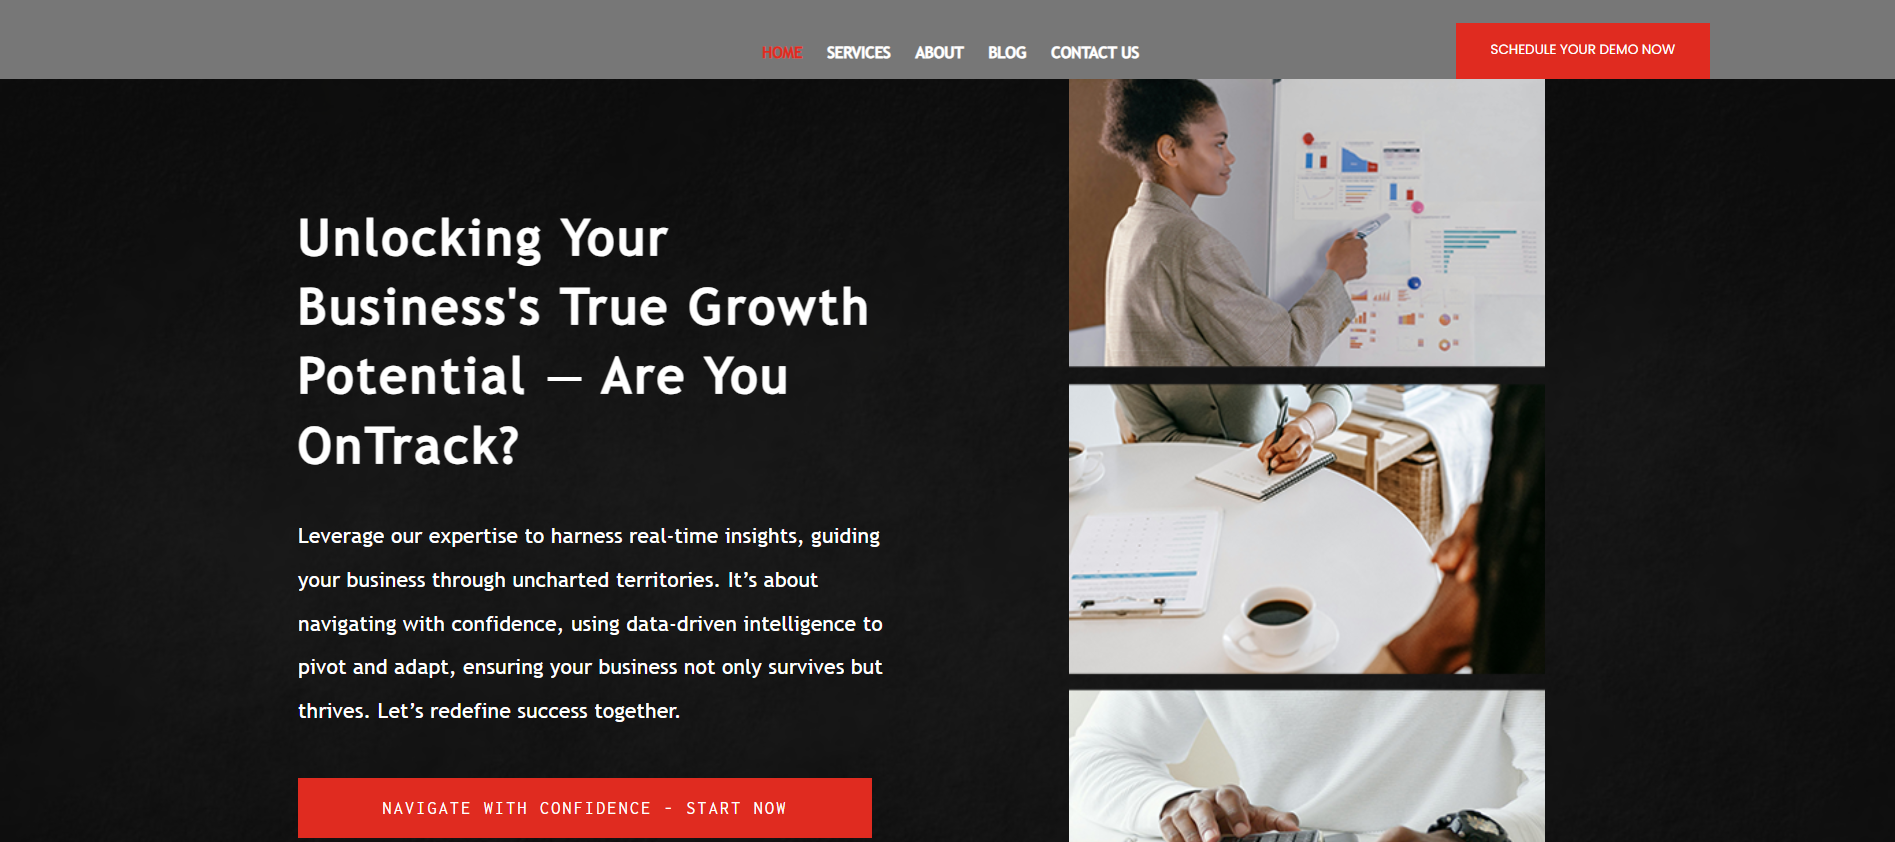 HOME SERVICES ABOUT BLOG CONTACT US
SCHEDULE YOUR DEMO NOW
Unlocking Your
Business's True Growth
Potential — Are You
OnTrack?
Leverage our expertise to harness real-time insights, guiding
your business through uncharted territories. It’s about
navigating with confidence, using data-driven intelligence to
pivot and adapt, ensuring your business not only survives but
thrives. Let’s redefine success together.
NAVIGATE WITH CONFIDENCE - START NOW